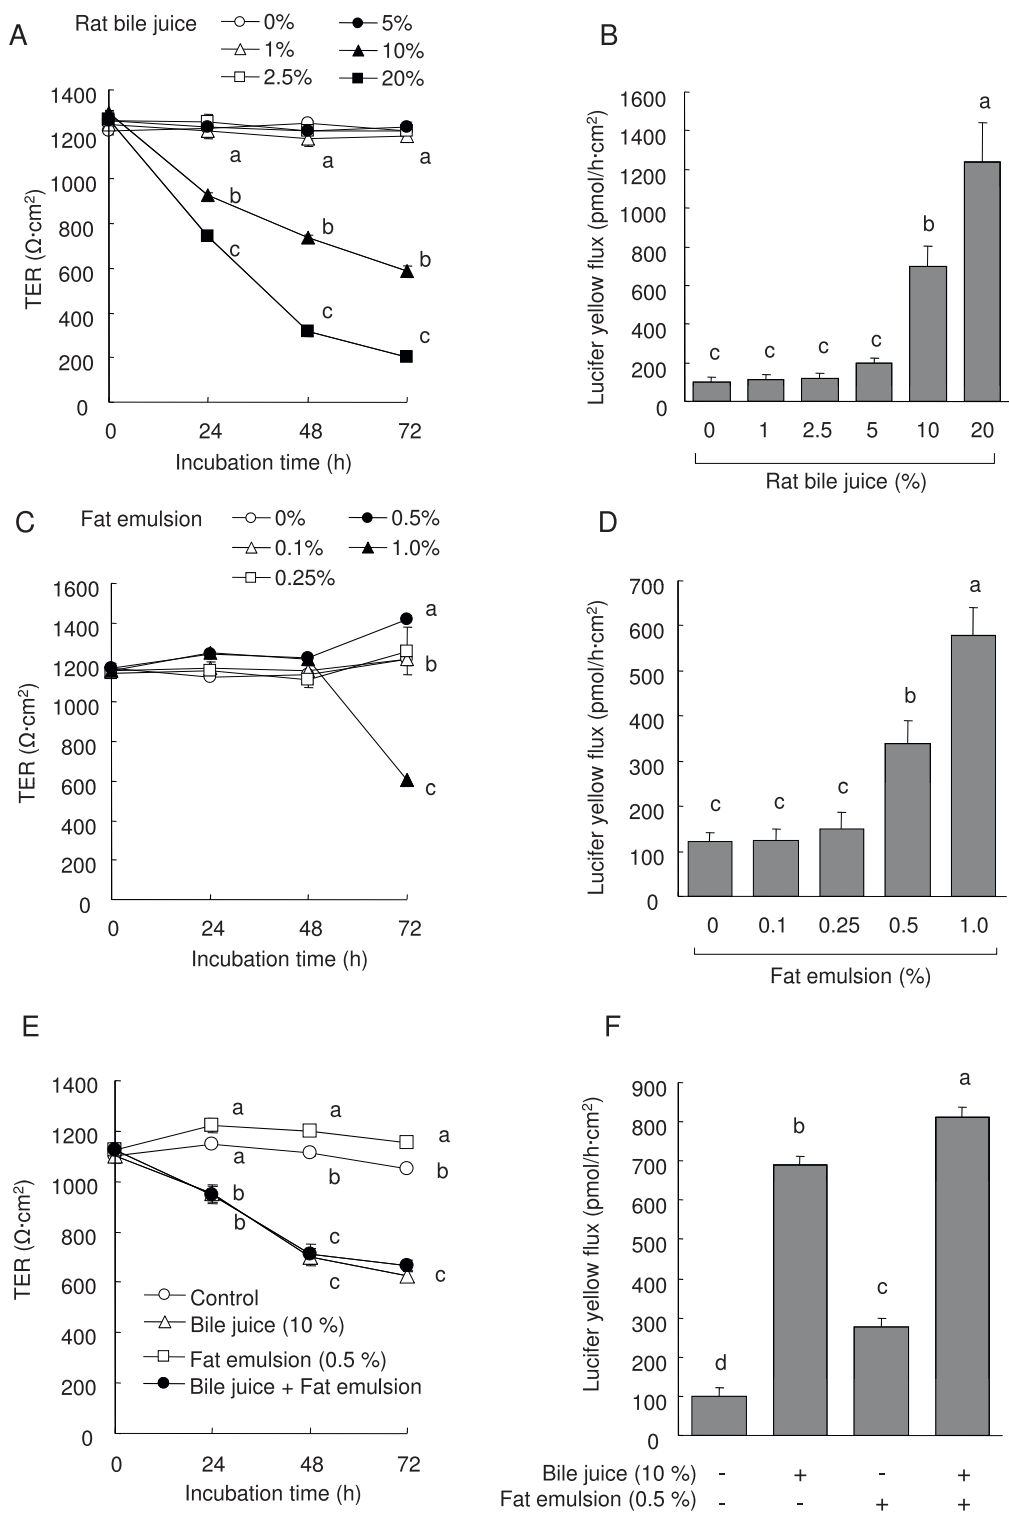 A
Rat bile juice
0%
5%
1%
10%
2.5%
20%
1400
1200
1000
800
600
400
200
0
TER (Ω·cm2)
a
a
a
b
b
b
c
c
c
0
24
48
72
Incubation time (h)
B
Lucifer yellow flux (pmol/h·cm2)
1600
1400
1200
1000
800
600
400
200
0
c
c
c
c
b
a
0
1
2.5
5
10
20
Rat bile juice (%)
C
Fat emulsion
0%
0.5%
0.1%
1.0%
0.25%
1600
1400
1200
1000
800
600
400
200
0
TER (Ω·cm2)
a
b
c
0
24
48
72
Incubation time (h)
D
Lucifer yellow flux (pmol/h·cm2)
700
600
500
400
300
200
100
0
c
c
c
b
a
0
0.1
0.25
0.5
1.0
Fat emulsion (%)
E
1400
1200
1000
800
600
400
200
0
TER (Ω·cm2)
a
a
a
a
b
b
b
b
c
c
c
Control
Bile juice (10 %)
Fat emulsion (0.5 %)
Bile juice + Fat emulsion
0
24
48
72
Incubation time (h)
F
Lucifer yellow flux (pmol/h·cm2)
900
800
700
600
500
400
300
200
100
0
d
b
c
a
Bile juice (10 %) - + - +
Fat emulsion (0.5 %) - - + +